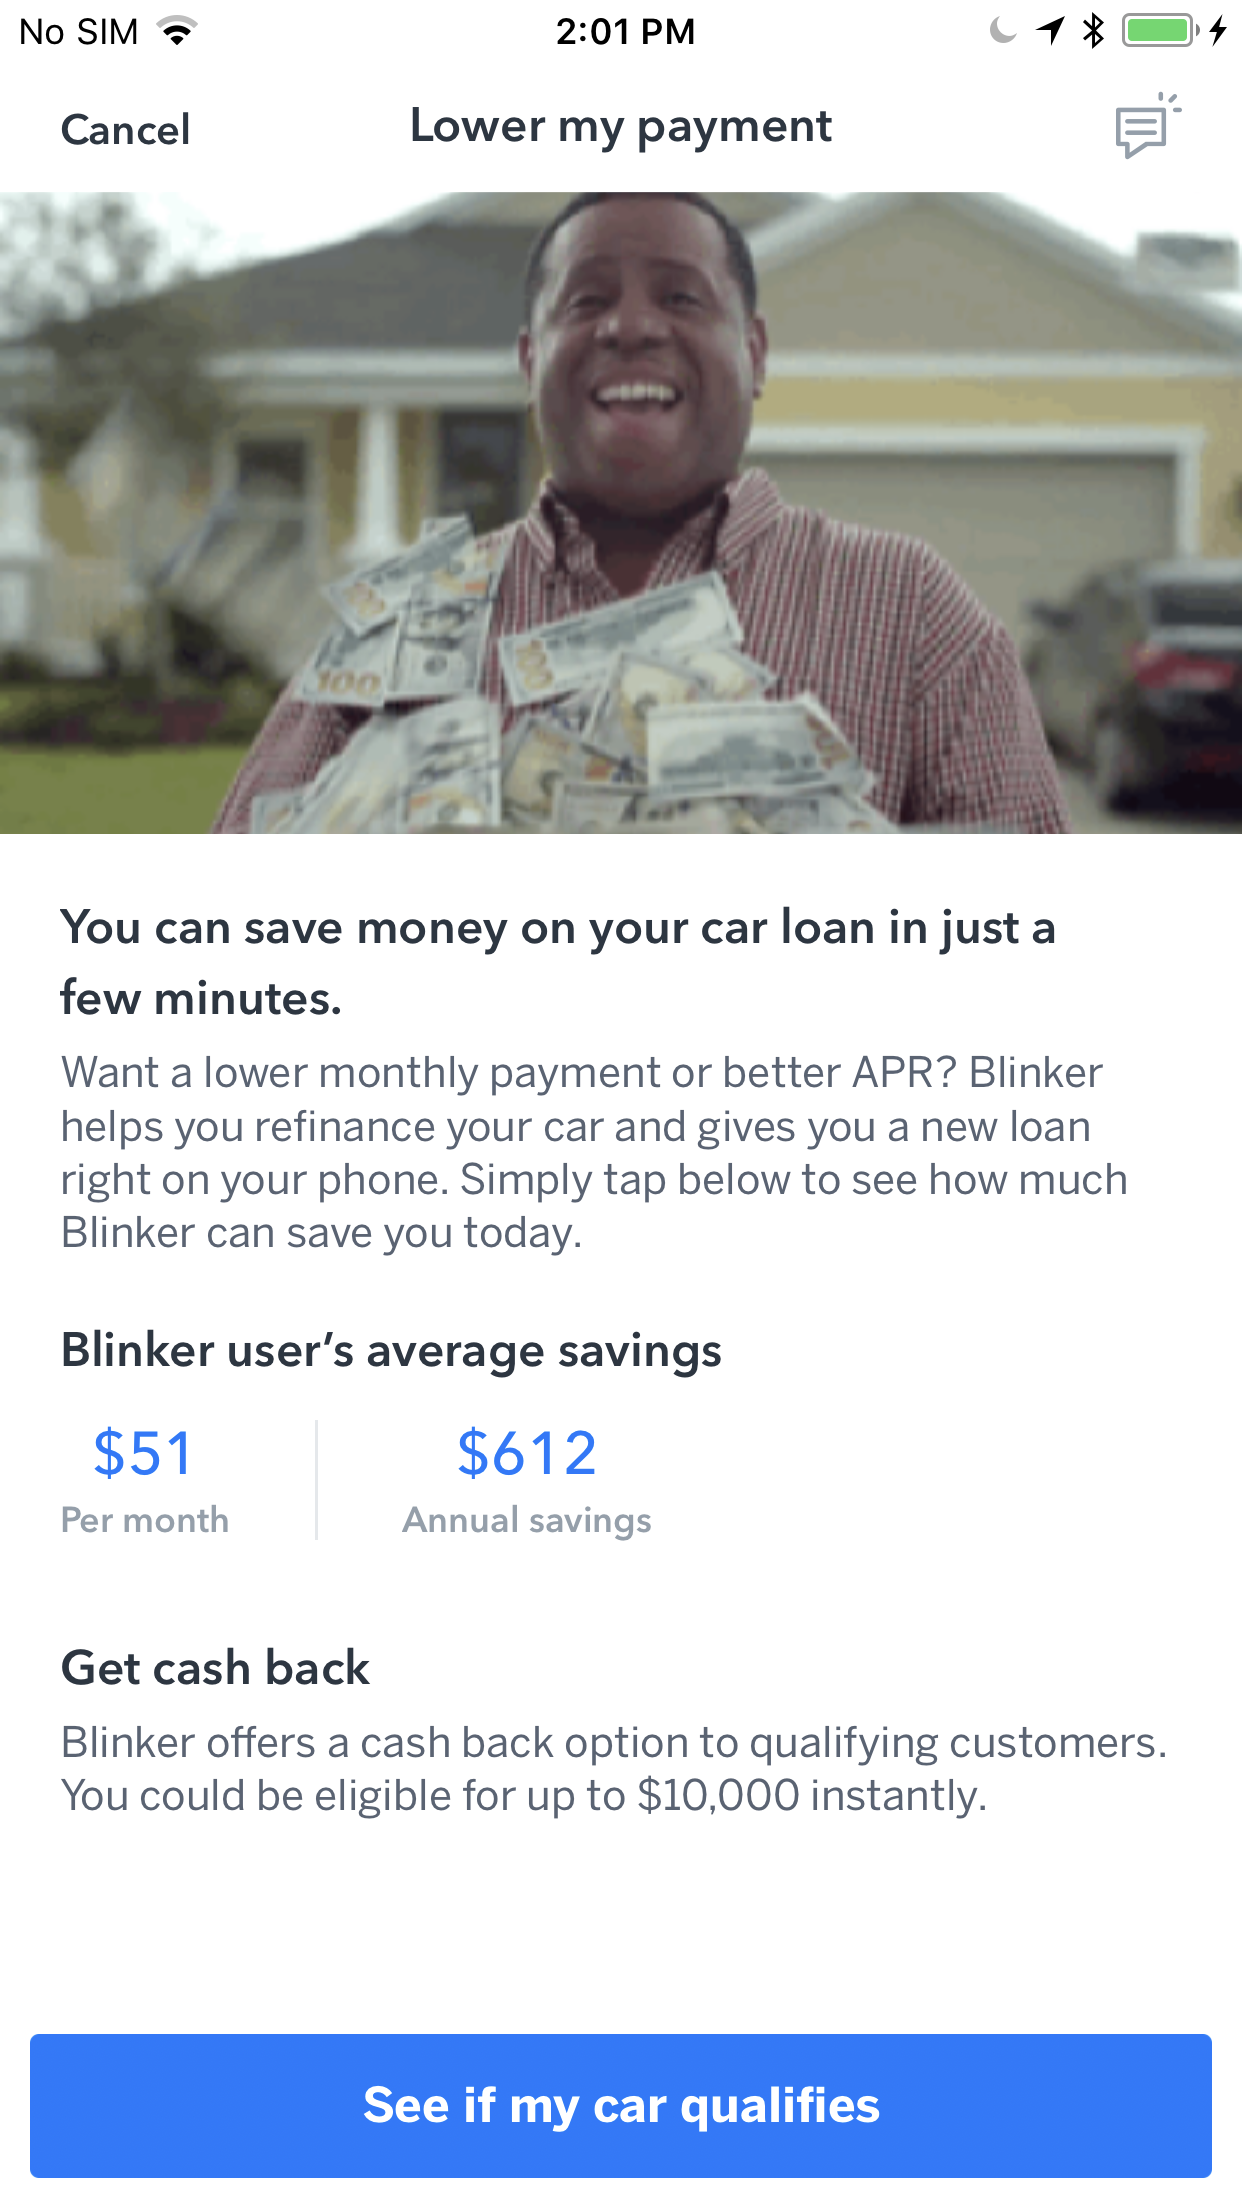 No SIM 2:01 PM
Cancel Lower my payment
100
100
You can save money on your car loan in just a
few minutes.
Want a lower monthly payment or better APR? Blinker
helps you refinance your car and gives you a new loan
right on your phone. Simply tap below to see how much
Blinker can save you today.
Blinker user’s average savings
$51 $612
Per month Annual savings
Get cash back
Blinker offers a cash back option to qualifying customers.
You could be eligible for up to $10,000 instantly.
See if my car qualifies